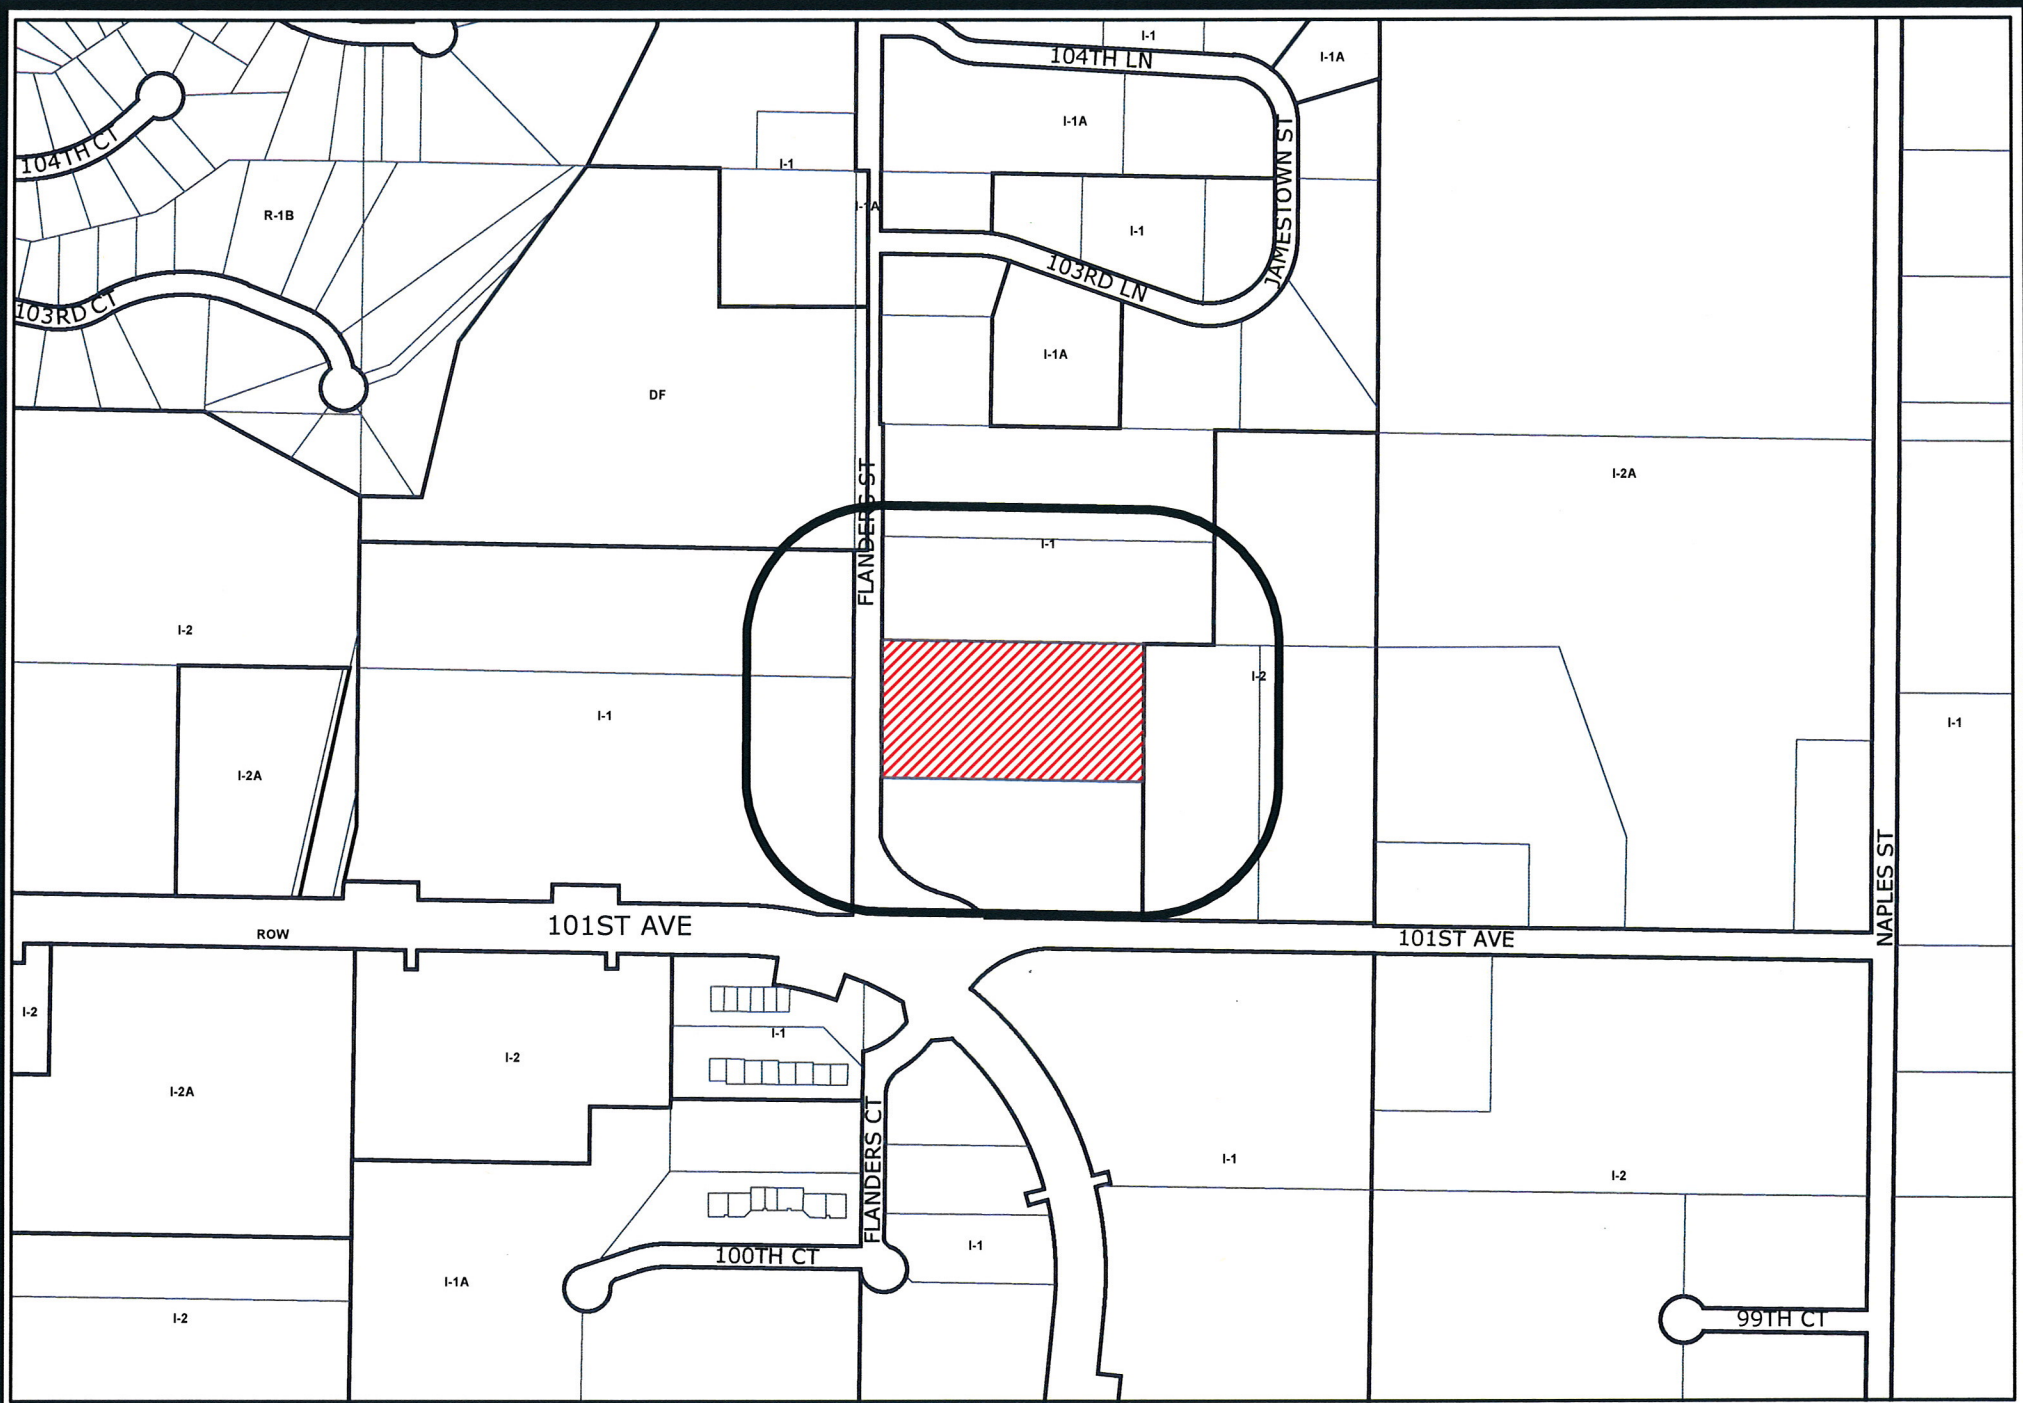 I-1
104TH LN
I-1A
I-1A
104TH CT
I-1
JAMESTOWN ST
I-1A
R-1B
I-1
103RD LN
103RD CT
I-1A
DF
I-2A
FLANDERS ST
I-1
I-2
I-2
I-1
I-1
I-2A
NAPLES ST
101ST AVE
ROW
101ST AVE
I-2
I-1
I-2
I-2A
FLANDERS CT
I-1
I-2
I-1
100TH CT
I-1A
I-2
99TH CT